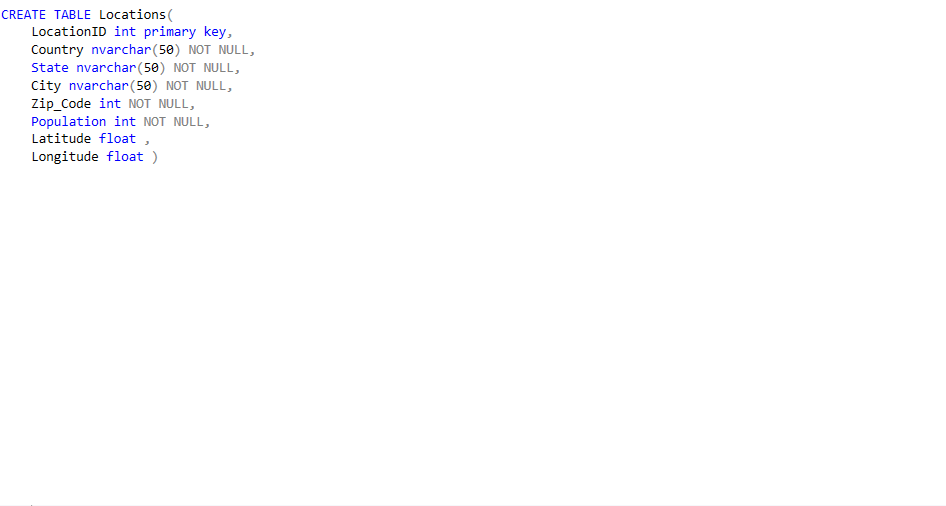 CREATE TABLE Locations(
    LocationID int primary key,
    Country nvarchar(50) NOT NULL,
    State nvarchar(50) NOT NULL,
    City nvarchar(50) NOT NULL,
    Zip_Code int NOT NULL,
    Population int NOT NULL,
    Latitude float ,
    Longitude float )